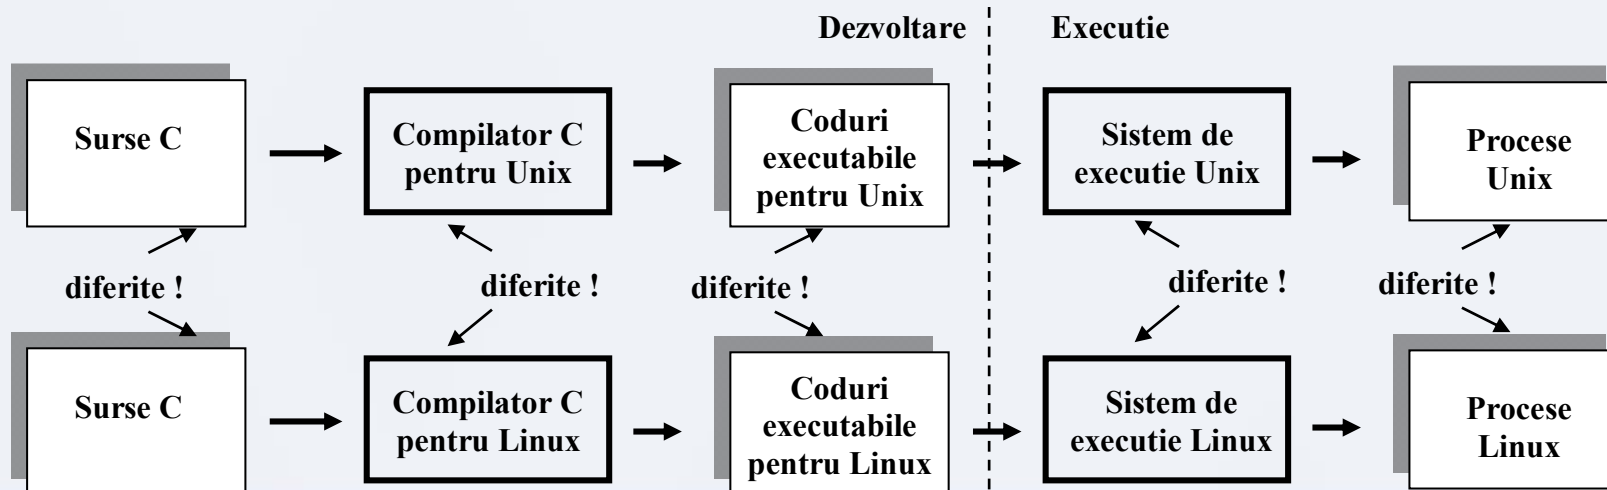 Dezvoltare
Executie
Surse C
Compilator C
pentru Unix
Coduri
executabile
pentru Unix
Sistem de
executie Unix
Procese
Unix
diferite !
diferite !
diferite !
diferite !
diferite !
Surse C
Compilator C
pentru Linux
Coduri
executabile
pentru Linux
Sistem de
executie Linux
Procese
Linux